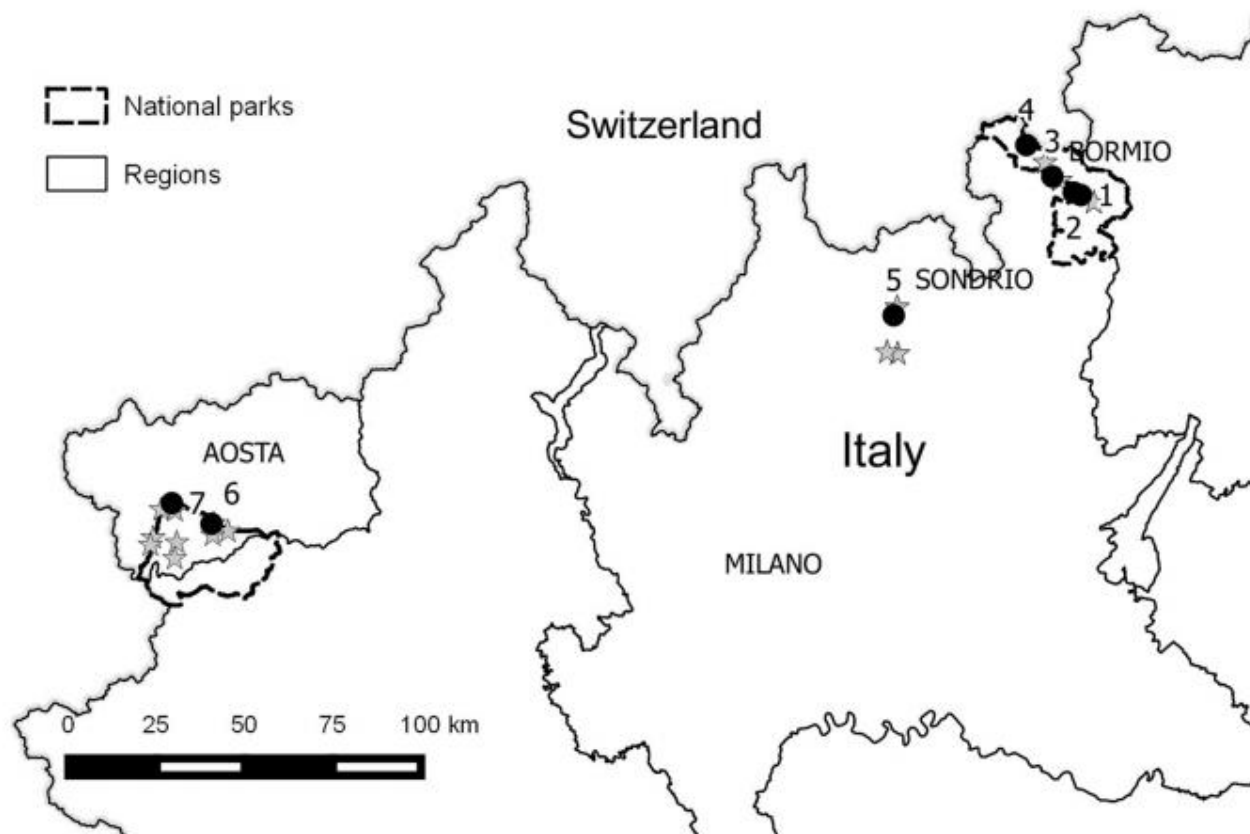 National parks
Regions
Switzerland
4
3 BORMIO
1
2
5 SONDRIO
Italy
AOSTA
7 6
MILANO
0 25 50 75 100 km